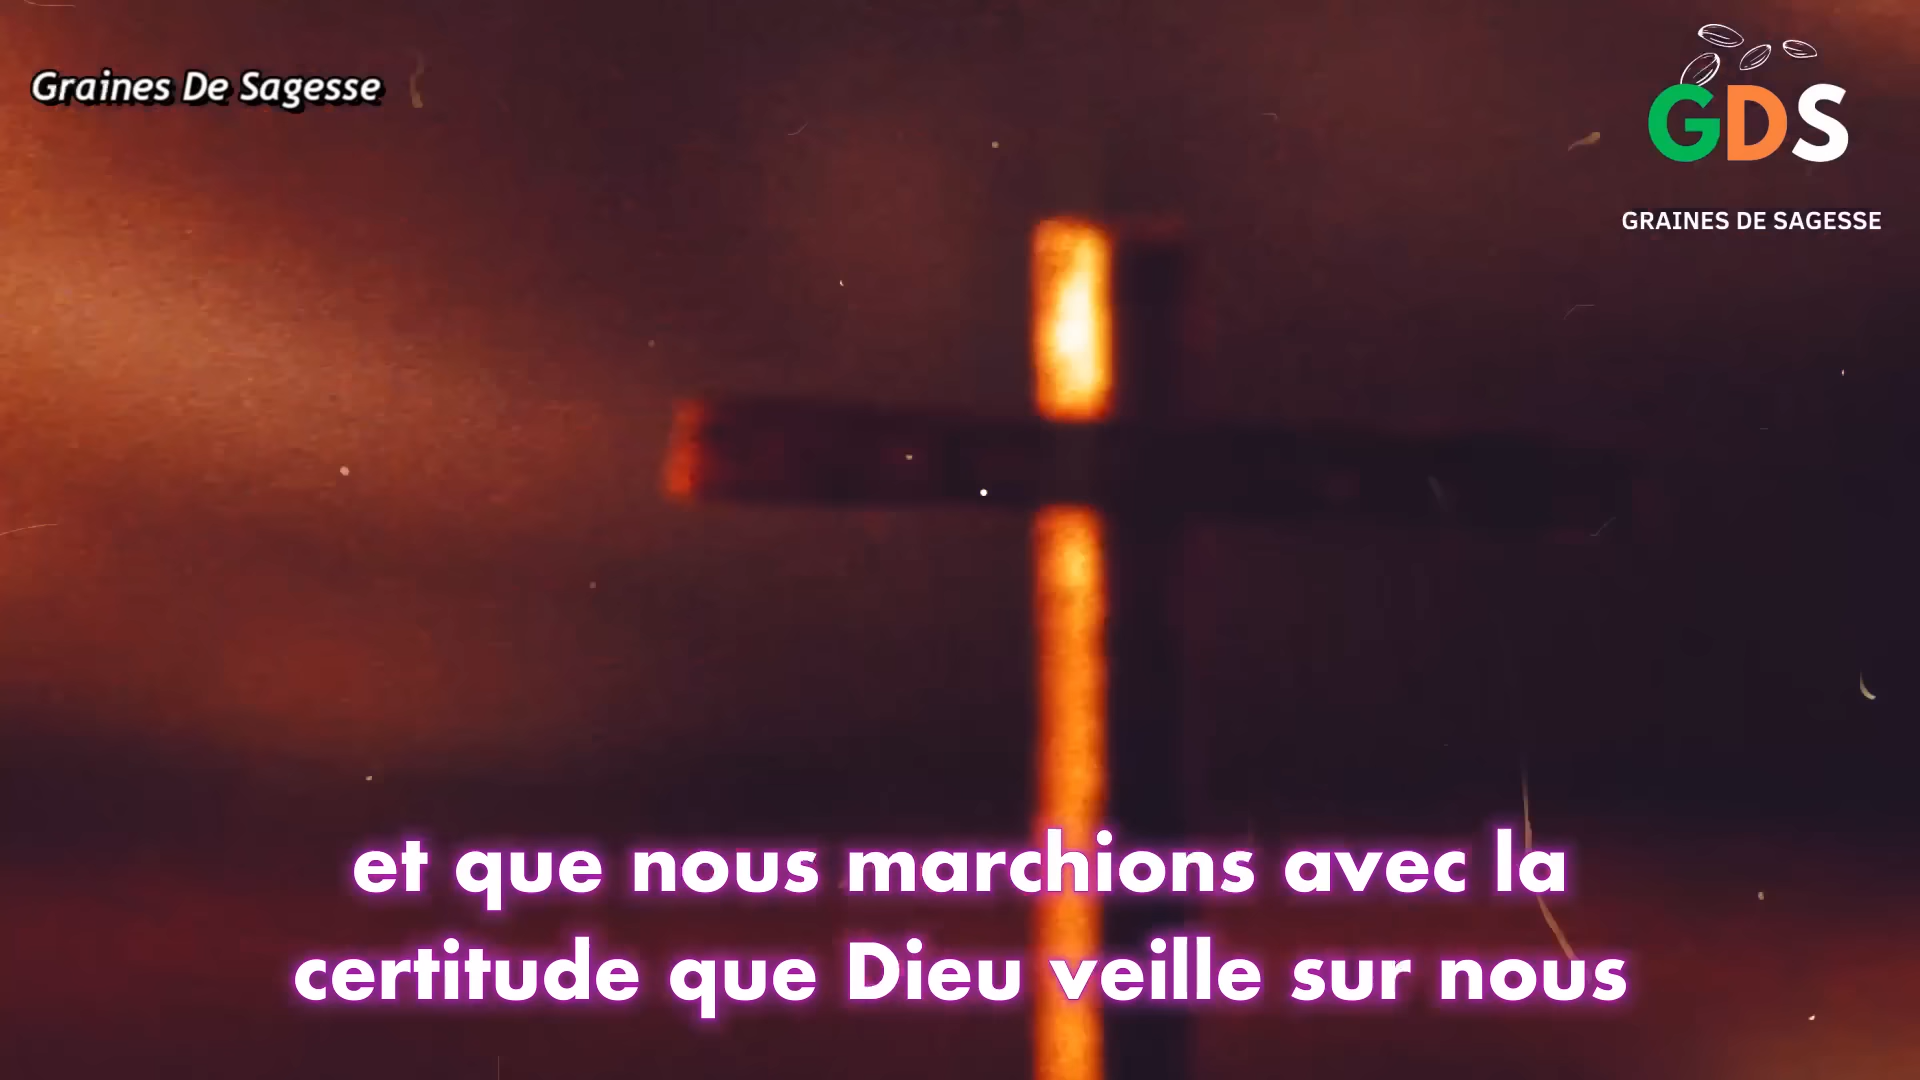 Graines De Sagesse
GDS
GRAINES DE SAGESSE
et que nous marchions avec la
certitude que Dieu veille sur nous